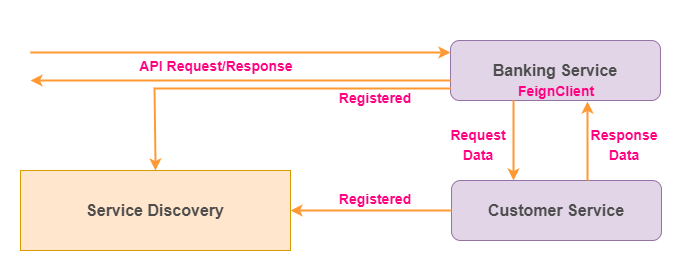 API Request/Response
Banking Service
FeignClient
Registered
Request
Data
Response
Data
Service Discovery
Registered
Customer Service